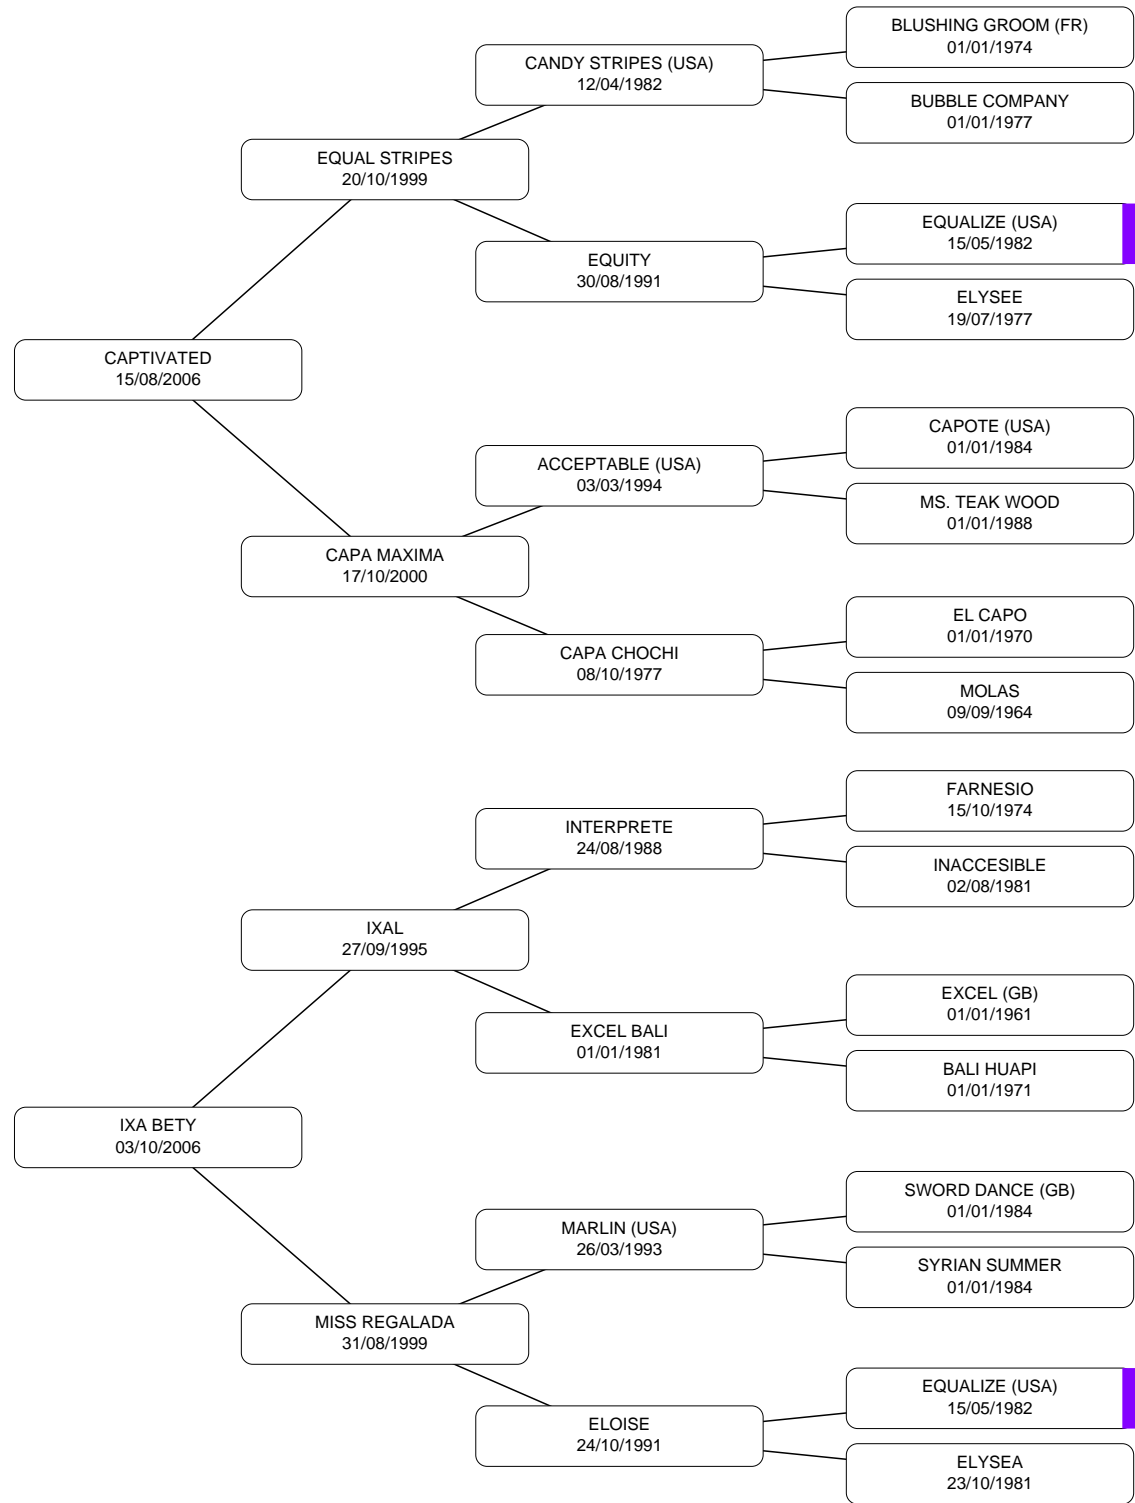 BLUSHING GROOM (FR)
01/01/1974
CANDY STRIPES (USA)
12/04/1982
BUBBLE COMPANY
01/01/1977
EQUAL STRIPES
20/10/1999
EQUALIZE (USA)
15/05/1982
EQUITY
30/08/1991
ELYSEE
19/07/1977
CAPTIVATED
15/08/2006
CAPOTE (USA)
01/01/1984
ACCEPTABLE (USA)
03/03/1994
MS. TEAK WOOD
01/01/1988
CAPA MAXIMA
17/10/2000
EL CAPO
01/01/1970
CAPA CHOCHI
08/10/1977
MOLAS
09/09/1964
FARNESIO
15/10/1974
INTERPRETE
24/08/1988
INACCESIBLE
02/08/1981
IXAL
27/09/1995
EXCEL (GB)
01/01/1961
EXCEL BALI
01/01/1981
BALI HUAPI
01/01/1971
IXA BETY
03/10/2006
SWORD DANCE (GB)
01/01/1984
MARLIN (USA)
26/03/1993
SYRIAN SUMMER
01/01/1984
MISS REGALADA
31/08/1999
EQUALIZE (USA)
15/05/1982
ELOISE
24/10/1991
ELYSEA
23/10/1981